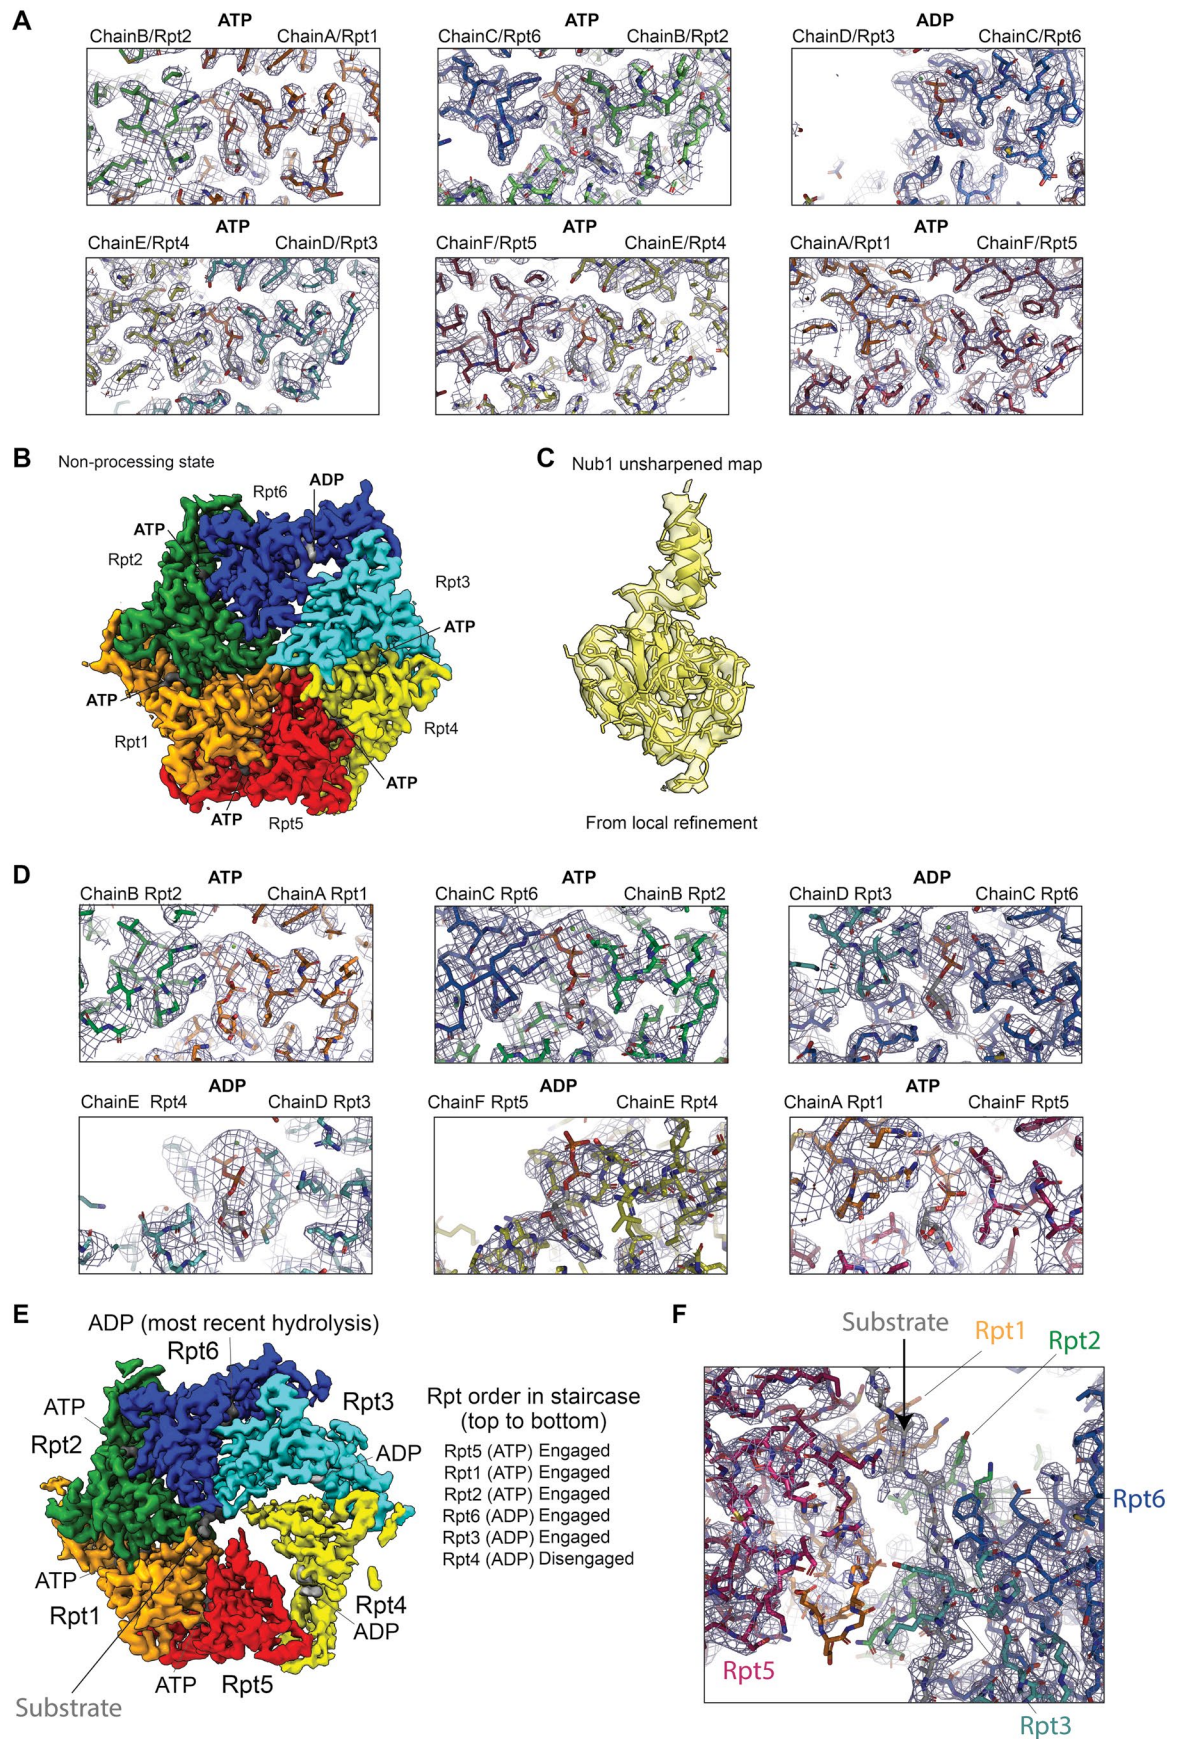 A
ATP
ChainB/Rpt2 ChainA/Rpt1
ATP
ChainC/Rpt6 ChainB/Rpt2
ADP
ChainD/Rpt3 ChainC/Rpt6
ATP
ChainE/Rpt4 ChainD/Rpt3
ATP
ChainF/Rpt5 ChainE/Rpt4
ATP
ChainA/Rpt1 ChainF/Rpt5
B
Non-processing state
Rpt6
ADP
ATP
Rpt2
Rpt3
ATP
ATP
Rpt1
Rpt4
ATP
ATP
Rpt5
C
Nub1 unsharpened map
From local refinement
D
ATP
ChainB Rpt2 ChainA Rpt1
ATP
ChainC Rpt6 ChainB Rpt2
ADP
ChainD Rpt3 ChainC Rpt6
ADP
ChainE Rpt4 ChainD Rpt3
ADP
ChainF Rpt5 ChainE Rpt4
ATP
ChainA Rpt1 ChainF Rpt5
E
ADP (most recent hydrolysis)
Rpt6
ATP
Rpt2
Rpt3
ADP
ATP
Rpt1
Rpt4
ADP
ATP
Rpt5
Substrate
Rpt order in staircase
(top to bottom)
Rpt5 (ATP) Engaged
Rpt1 (ATP) Engaged
Rpt2 (ATP) Engaged
Rpt6 (ADP) Engaged
Rpt3 (ADP) Engaged
Rpt4 (ADP) Disengaged
F
Substrate
Rpt1
Rpt2
Rpt6
Rpt5
Rpt3